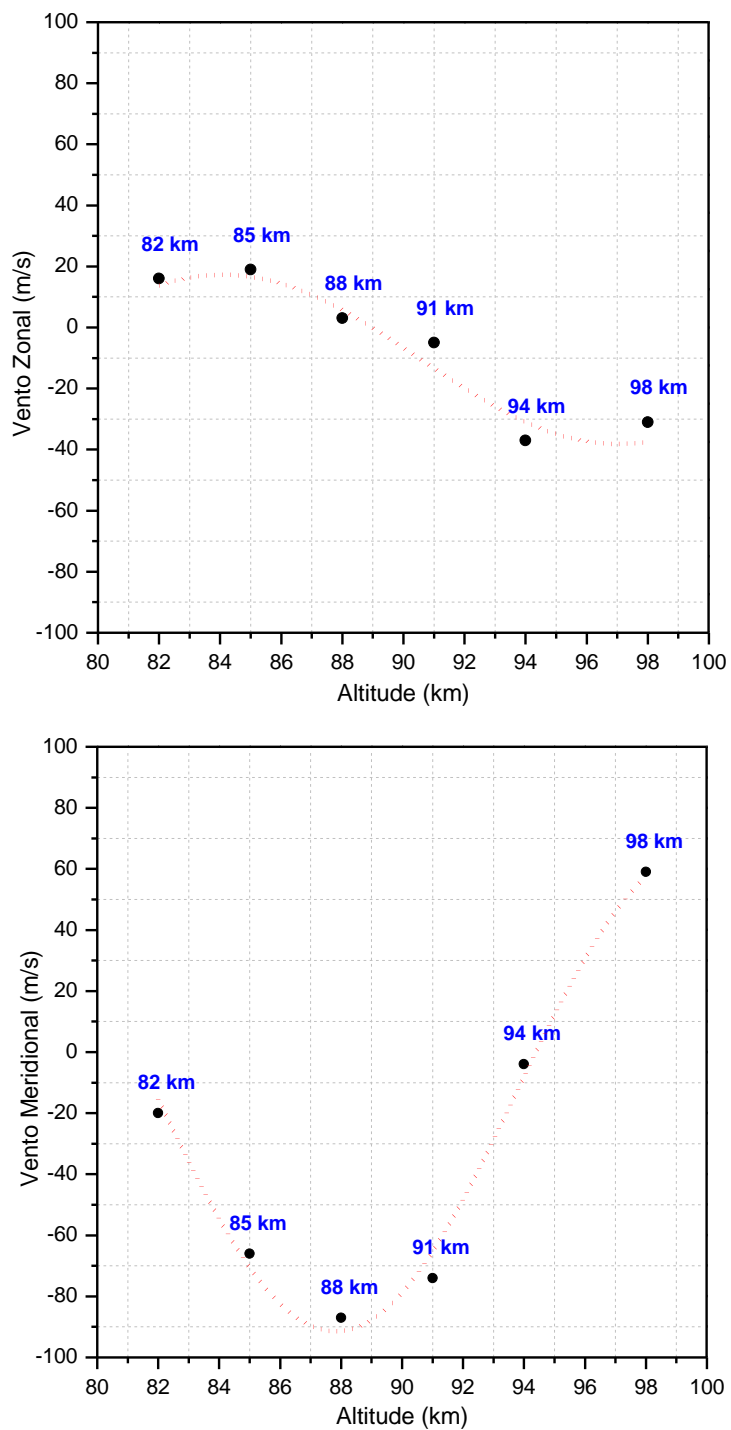 100
80
60
40
20
0
-20
-40
-60
-80
-100
Vento Zonal (m/s)
82 km
85 km
88 km
91 km
94 km
98 km
80 82 84 86 88 90 92 94 96 98 100
Altitude (km)
100
80
60
40
20
0
-20
-40
-60
-80
-100
Vento Meridional (m/s)
82 km
85 km
88 km
91 km
94 km
98 km
80 82 84 86 88 90 92 94 96 98 100
Altitude (km)